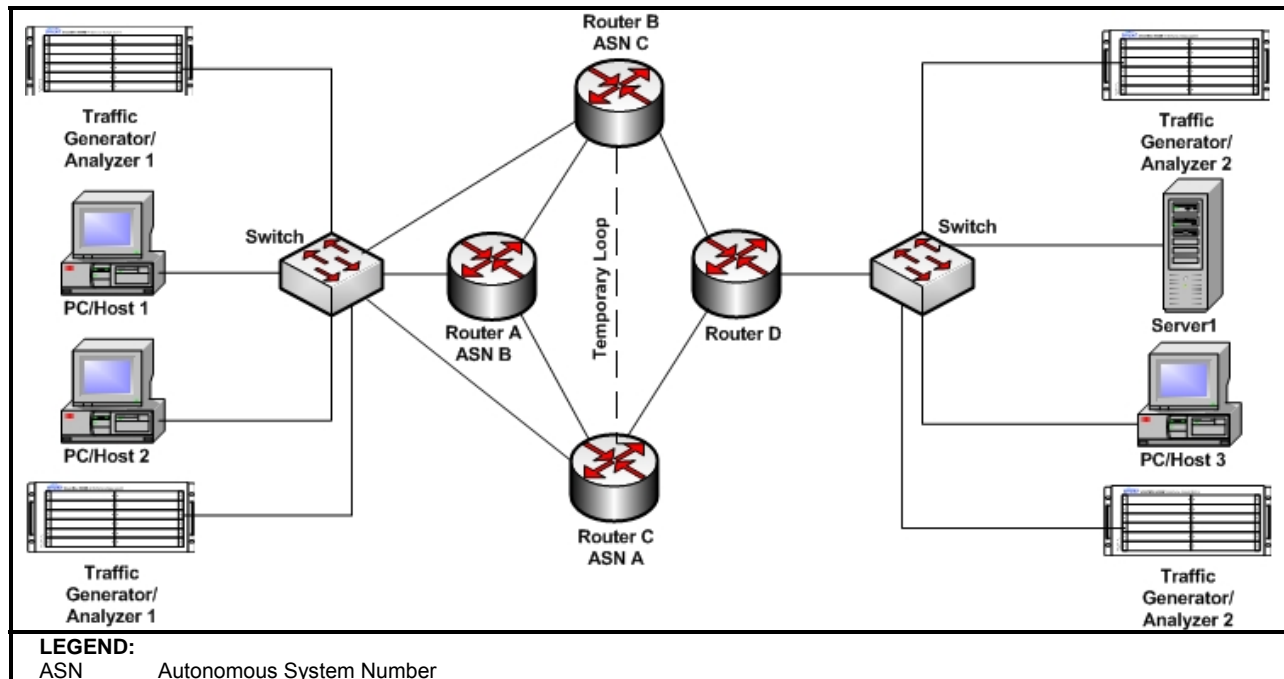 Router B
ASN C
Traffic
Generator/
Analyzer 1
Traffic
Generator/
Analyzer 2
Switch
PC/Host 1
Router A
ASN B
Temporary Loop
Router D
Switch
Server1
PC/Host 2
PC/Host 3
Router C
ASN A
Traffic
Generator/
Analyzer 1
Traffic
Generator/
Analyzer 2
LEGEND:
ASN Autonomous System Number